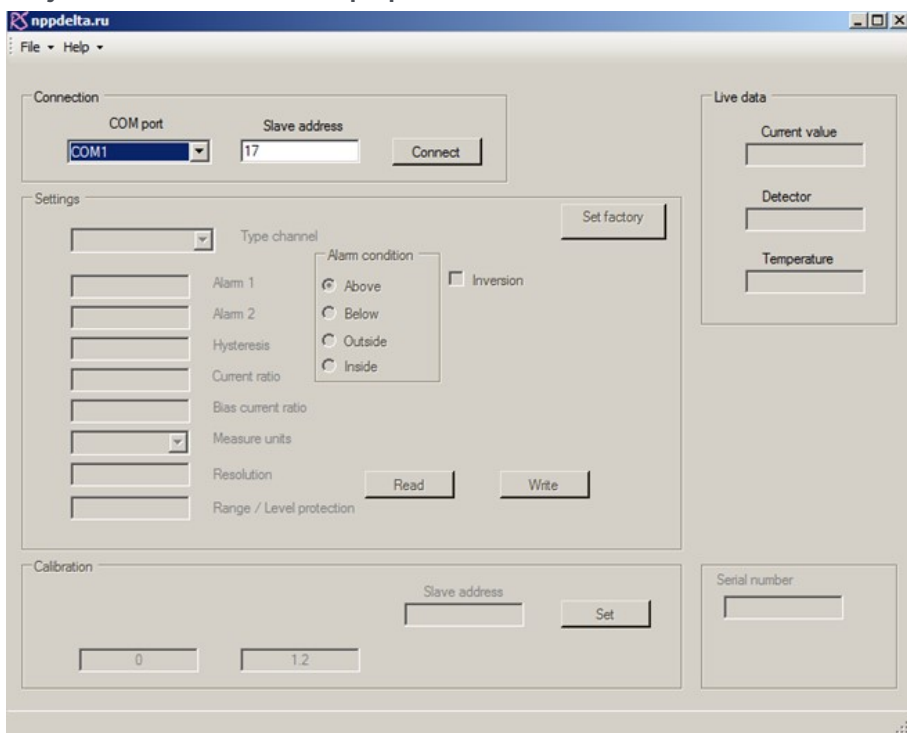 nppdelta.ru
File Help
Connection
COM port Slave address
COM1 17 Connect
Live data
Current value
Detector
Temperature
Settings
Set factory
Type channel
Alarm condition
Alarm 1 Above Inversion
Alarm 2 Below
Hysteresis Outside
Current ratio Inside
Bias current ratio
Measure units
Resolution
Read Write
Range / Level protection
Calibration
Slave address
Set
0 1.2
Serial number